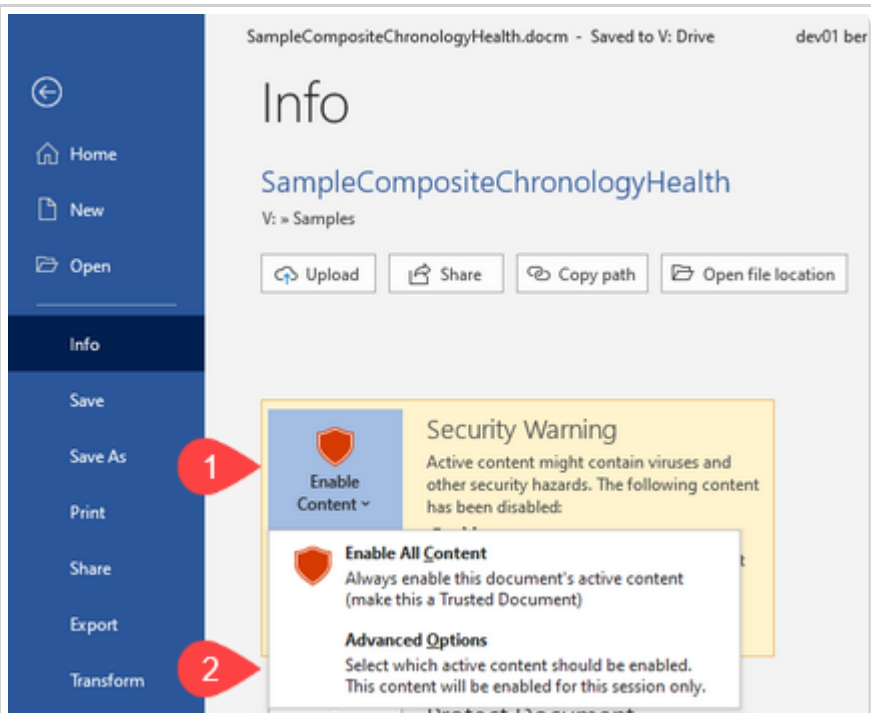 SampleCompositeChronologyHealth.docm - Saved to V: Drive
dev01 ber
Info
Home
New
Open
Info
Save
Save As
Print
Share
Export
Transform
SampleCompositeChronologyHealth
V: » Samples
Upload
Share
Copy path
Open file location
1
Enable
Content
Security Warning
Active content might contain viruses and
other security hazards. The following content
has been disabled:
Enable All Content
Always enable this document's active content
(make this a Trusted Document)
2
Advanced Options
Select which active content should be enabled.
This content will be enabled for this session only.
Protect Document